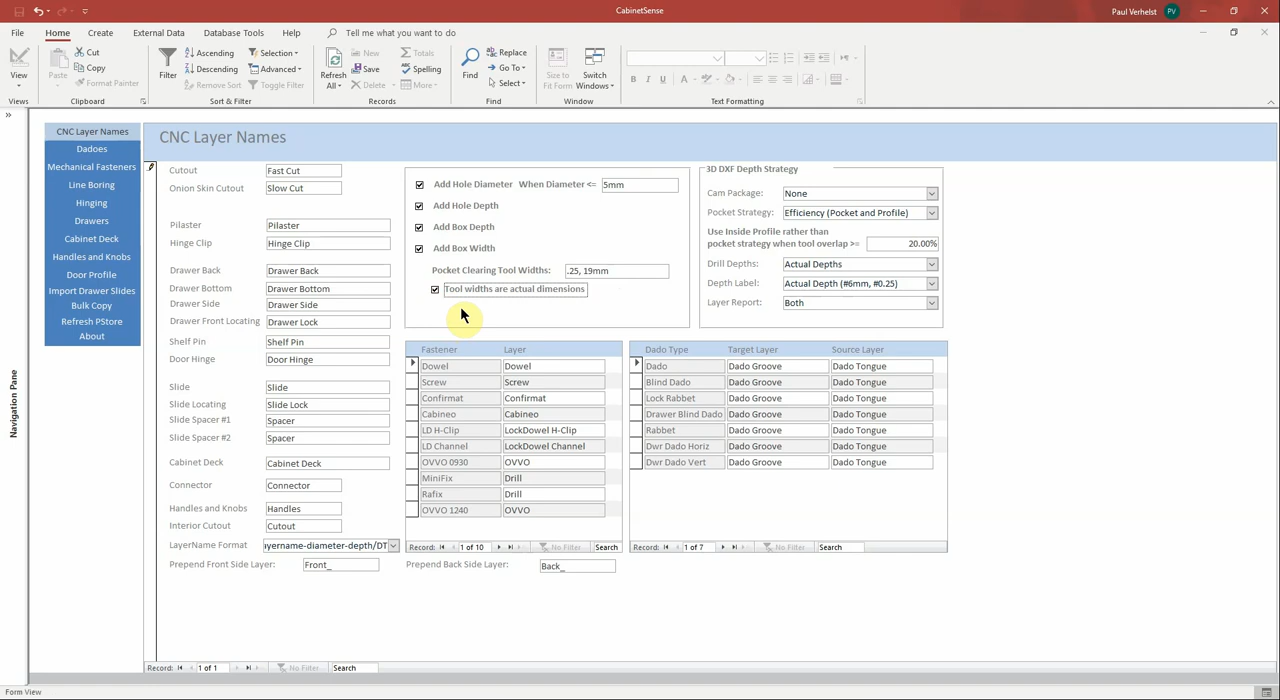 CabinetSense
Paul Verhelst PV
File Home Create External Data Database Tools Help Tell me what you want to do
View
Views
Paste
Cut
Copy
Format Painter
Clipboard
Filter
Ascending
Descending
Remove Sort
Selection
Advanced
Toggle Filter
Sort & Filter
Refresh
All
New
Save
Delete
Totals
Spelling
More
Records
Find
Replace
Go To
Select
Find
Size to
Fit Form
Switch
Windows
Window
B I U A
Text Formatting
Navigation Pane
CNC Layer Names
Dadoes
Mechanical Fasteners
Line Boring
Hinging
Drawers
Cabinet Deck
Handles and Knobs
Door Profile
Import Drawer Slides
Bulk Copy
Refresh PStore
About
CNC Layer Names
Cutout Fast Cut
Onion Skin Cutout Slow Cut
Pilaster Pilaster
Hinge Clip Hinge Clip
Drawer Back Drawer Back
Drawer Bottom Drawer Bottom
Drawer Side Drawer Side
Drawer Front Locating Drawer Lock
Shelf Pin Shelf Pin
Door Hinge Door Hinge
Slide Slide
Slide Locating Slide Lock
Slide Spacer #1 Spacer
Slide Spacer #2 Spacer
Cabinet Deck Cabinet Deck
Connector Connector
Handles and Knobs Handles
Interior Cutout Cutout
LayerName Format yername-diameter-depth/DT
Prepend Front Side Layer: Front_
Prepend Back Side Layer: Back_
Add Hole Diameter When Diameter <= 5mm
Add Hole Depth
Add Box Depth
Add Box Width
Pocket Clearing Tool Widths: .25, 19mm
Tool widths are actual dimensions
3D DXF Depth Strategy
Cam Package: None
Pocket Strategy: Efficiency (Pocket and Profile)
Use Inside Profile rather than
pocket strategy when tool overlap >= 20.00%
Drill Depths: Actual Depths
Depth Label: Actual Depth (#6mm, #0.25)
Layer Report: Both
Fastener Layer
Dowel Dowel
Screw Screw
Confirmat Confirmat
Cabineo Cabineo
LD H-Clip LockDowel H-Clip
LD Channel LockDowel Channel
OVVO 0930 OVVO
MiniFix Drill
Rafix Drill
OVVO 1240 OVVO
Record: 1 of 10 No Filter Search
Dado Type Target Layer Source Layer
Dado Dado Groove Dado Tongue
Blind Dado Dado Groove Dado Tongue
Lock Rabbet Dado Groove Dado Tongue
Drawer Blind Dado Dado Groove Dado Tongue
Rabbet Dado Groove Dado Tongue
Dwr Dado Horiz Dado Groove Dado Tongue
Dwr Dado Vert Dado Groove Dado Tongue
Record: 1 of 7 No Filter Search
Record: 1 of 1 No Filter Search
Form View